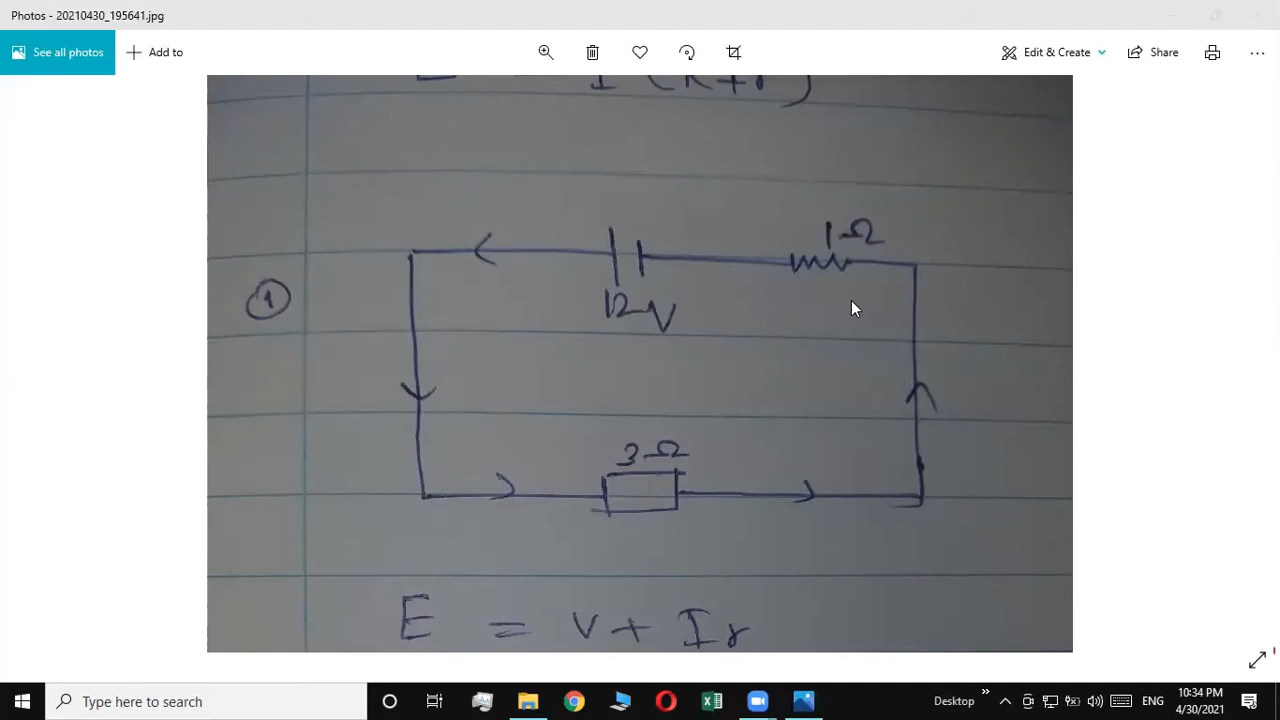 Photos - 20210430_195641.jpg
See all photos
Add to
Edit & Create
Share
I (R+r)
1Ω
①
12V
3Ω
E = V + Ir
Type here to search
Desktop
ENG
10:34 PM
4/30/2021